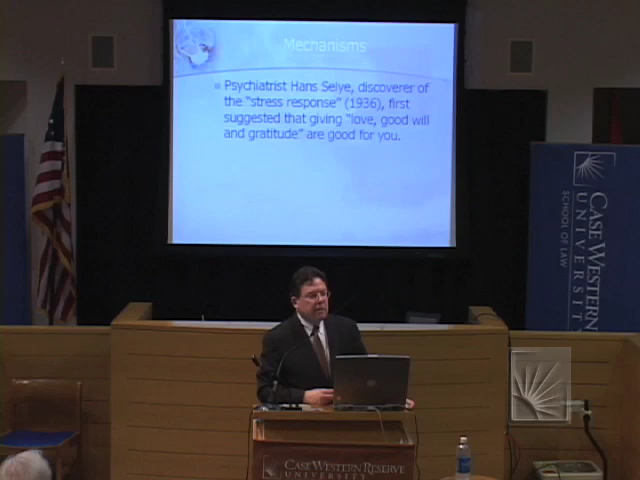 Mechanisms
Psychiatrist Hans Selye, discoverer of
the "stress response" (1936), first
suggested that giving "love, good will
and gratitude" are good for you.
CASE WESTERN
UNIVERSITY
SCHOOL OF LAW
CASE WESTERN RESERVE
UNIVERSITY